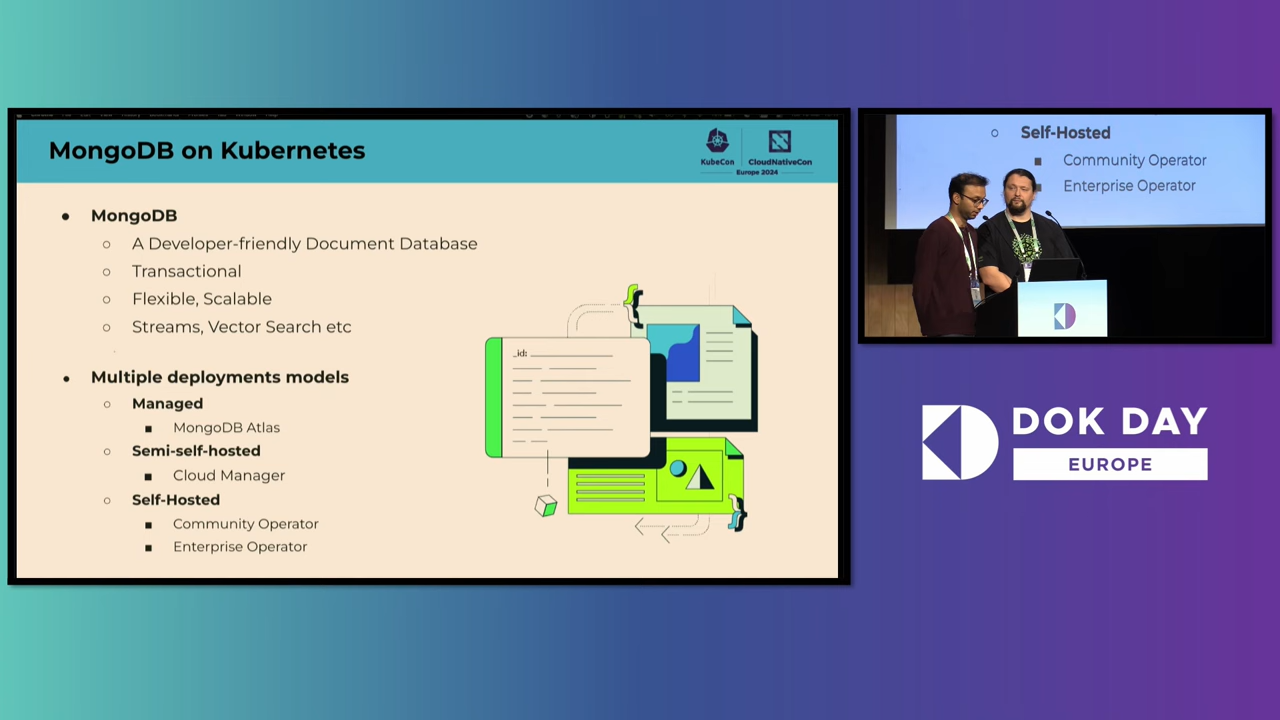 MongoDB on Kubernetes
KubeCon
CloudNativeCon
Europe 2024
● MongoDB
○ A Developer-friendly Document Database
○ Transactional
○ Flexible, Scalable
○ Streams, Vector Search etc
● Multiple deployments models
○ Managed
■ MongoDB Atlas
○ Semi-self-hosted
■ Cloud Manager
○ Self-Hosted
■ Community Operator
■ Enterprise Operator
_id:
○ Self-Hosted
■ Community Operator
■ Enterprise Operator
DOK DAY
EUROPE